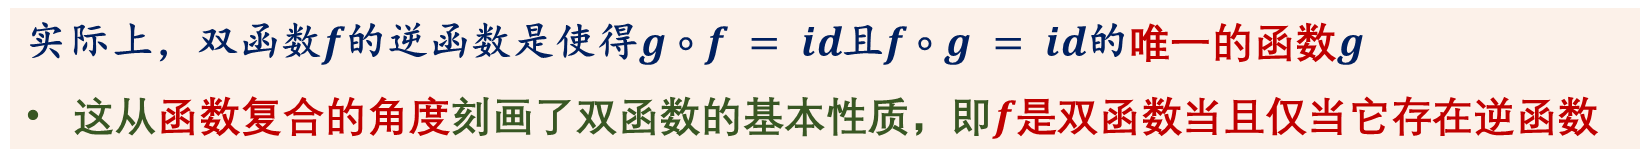 实际上，双函数f的逆函数是使得g ∘ f = id且f ∘ g = id的唯一的函数g
• 这从函数复合的角度刻画了双函数的基本性质，即f是双函数当且仅当它存在逆函数